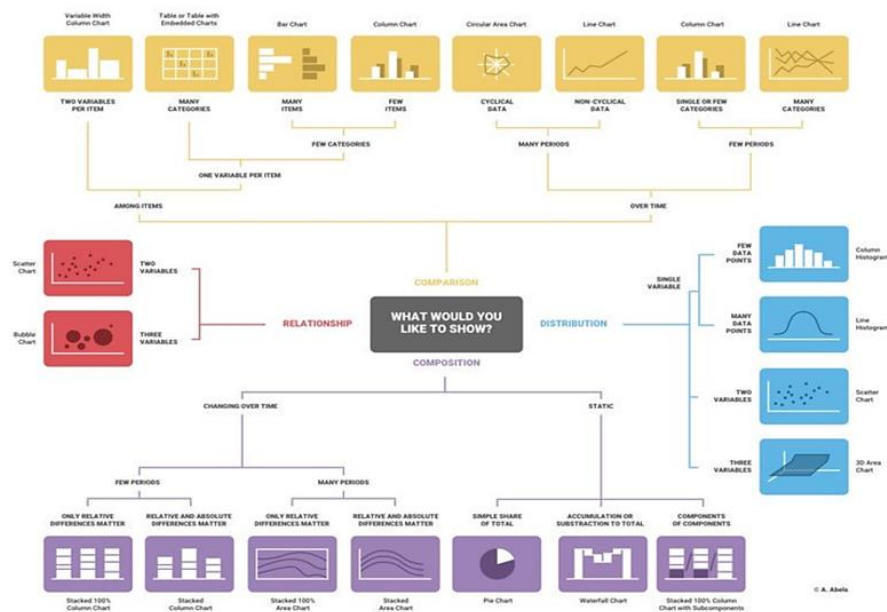 Variable Width
Column Chart
Table or Table with
Embedded Charts
Bar Chart
Column Chart
Circular Area Chart
Line Chart
Column Chart
Line Chart
TWO VARIABLES
PER ITEM
MANY
CATEGORIES
MANY
ITEMS
FEW
ITEMS
CYCLICAL
DATA
NON-CYCLICAL
DATA
SINGLE OR FEW
CATEGORIES
MANY
CATEGORIES
FEW CATEGORIES
MANY PERIODS
FEW PERIODS
ONE VARIABLE PER ITEM
AMONG ITEMS
OVER TIME
COMPARISON
Scatter
Chart
TWO
VARIABLES
Bubble
Chart
THREE
VARIABLES
RELATIONSHIP
WHAT WOULD YOU
LIKE TO SHOW?
DISTRIBUTION
SINGLE
VARIABLE
FEW
DATA
POINTS
Column
Histogram
MANY
DATA
POINTS
Line
Histogram
TWO
VARIABLES
Scatter
Chart
THREE
VARIABLES
3D Area
Chart
COMPOSITION
CHANGING OVER TIME
STATIC
FEW PERIODS
MANY PERIODS
ONLY RELATIVE
DIFFERENCES MATTER
RELATIVE AND ABSOLUTE
DIFFERENCES MATTER
ONLY RELATIVE
DIFFERENCES MATTER
RELATIVE AND ABSOLUTE
DIFFERENCES MATTER
SIMPLE SHARE
OF TOTAL
ACCUMULATION OR
SUBSTRACTION TO TOTAL
COMPONENTS
OF COMPONENTS
Stacked 100%
Column Chart
Stacked
Column Chart
Stacked 100%
Area Chart
Stacked
Area Chart
Pie Chart
Waterfall Chart
Stacked 100% Column
Chart with Subcomponents
© A. Abela